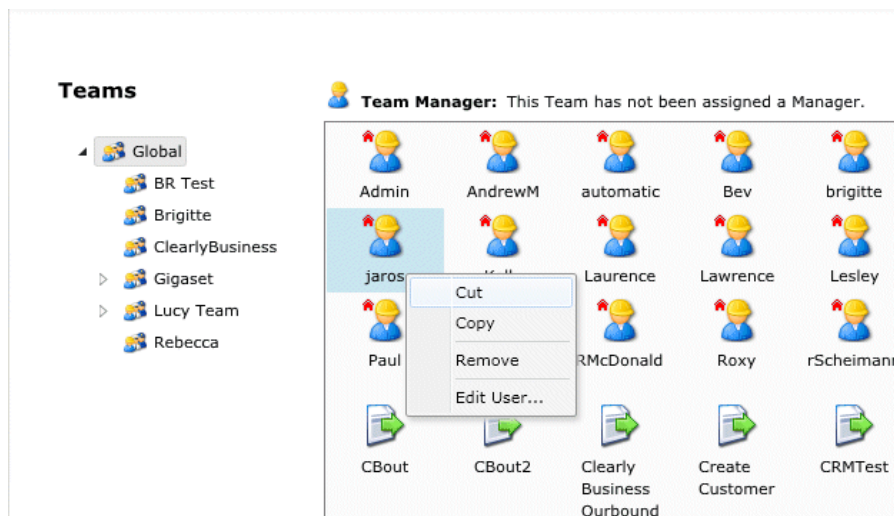 Teams
Team Manager: This Team has not been assigned a Manager.
Global
BR Test
Brigitte
ClearlyBusiness
Gigaset
Lucy Team
Rebecca
Admin AndrewM automatic Bev brigitte
jaros Laurence Lawrence Lesley
Cut
Copy
Remove
Edit User...
Paul RMcDonald Roxy rScheimann
CBout CBout2 Clearly Business Ourbound Create Customer CRMTest